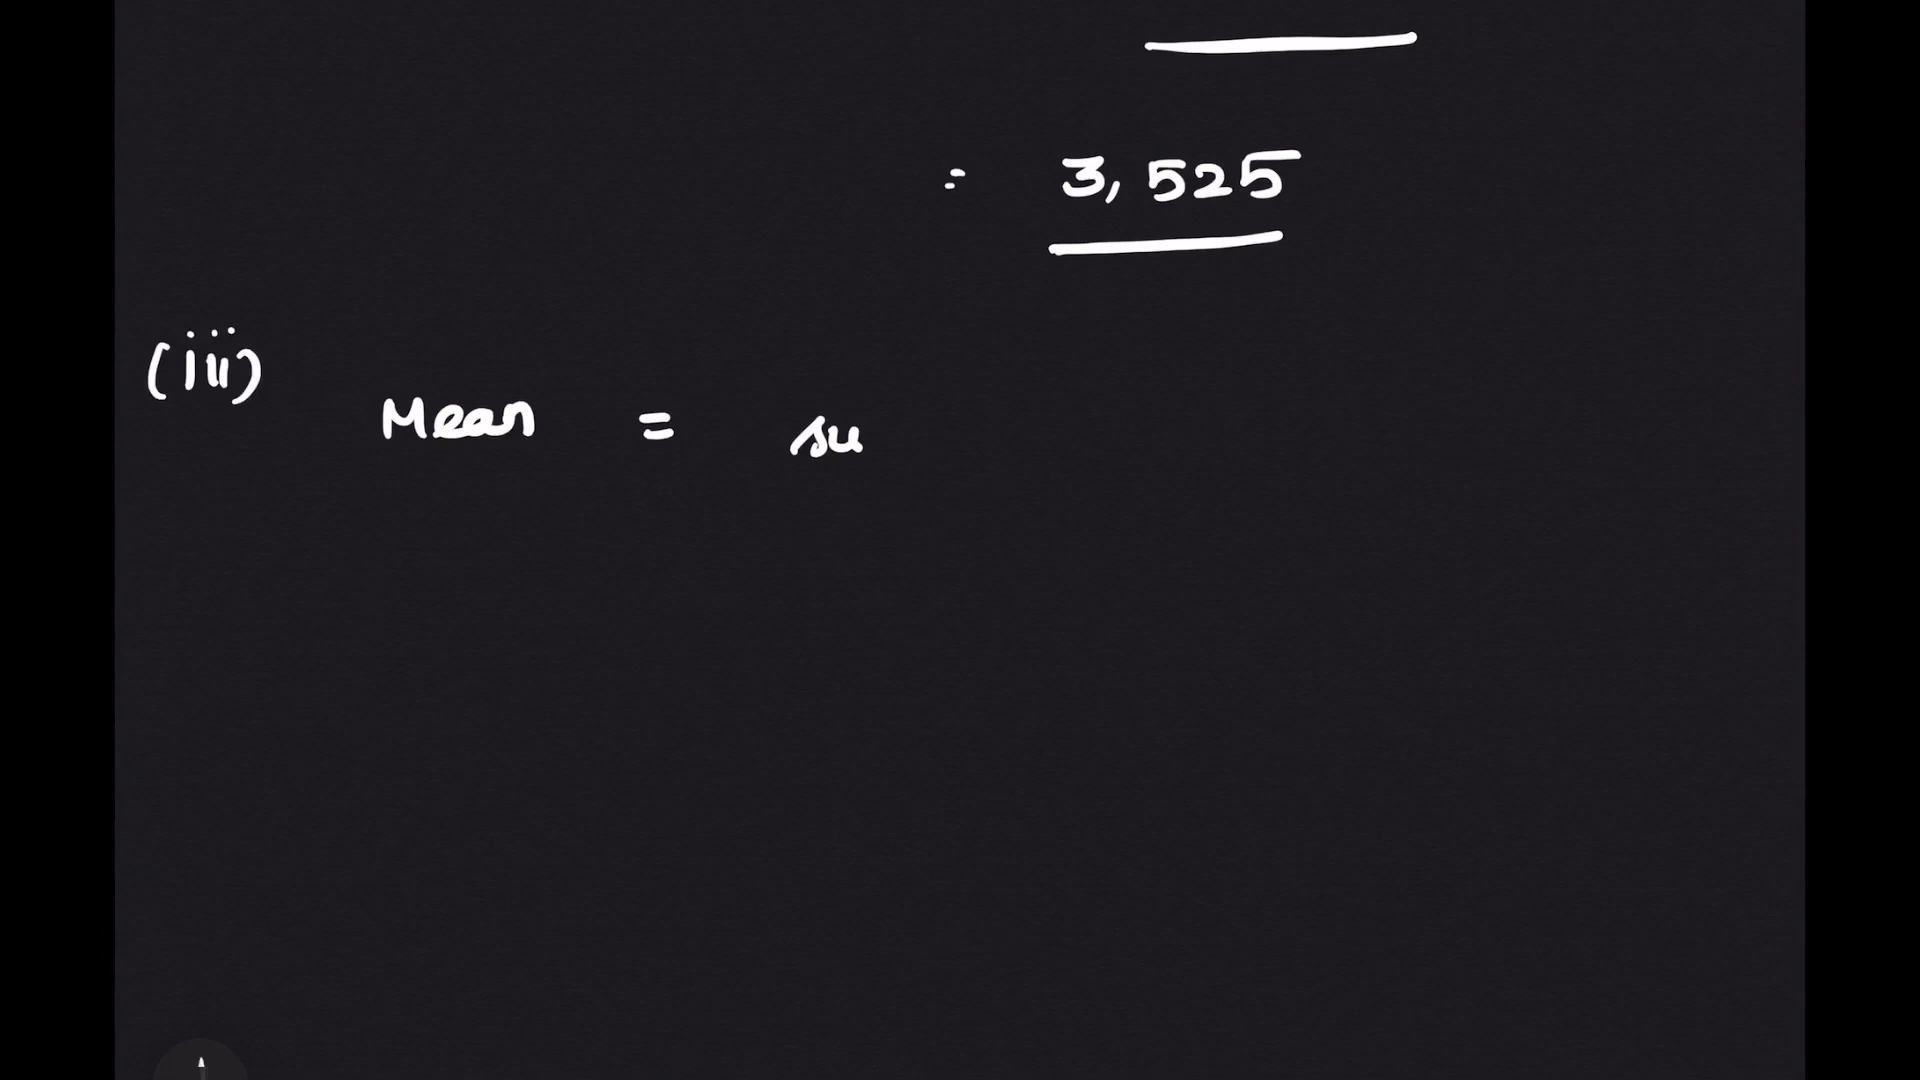 = 3,525
(iii)
Mean = su